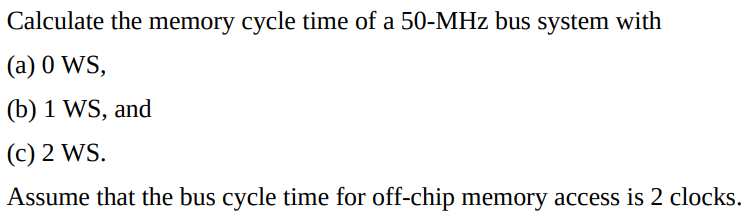 Calculate the memory cycle time of a 50-MHz bus system with
(a) 0 WS,
(b) 1 WS, and
(c) 2 WS.
Assume that the bus cycle time for off-chip memory access is 2 clocks.